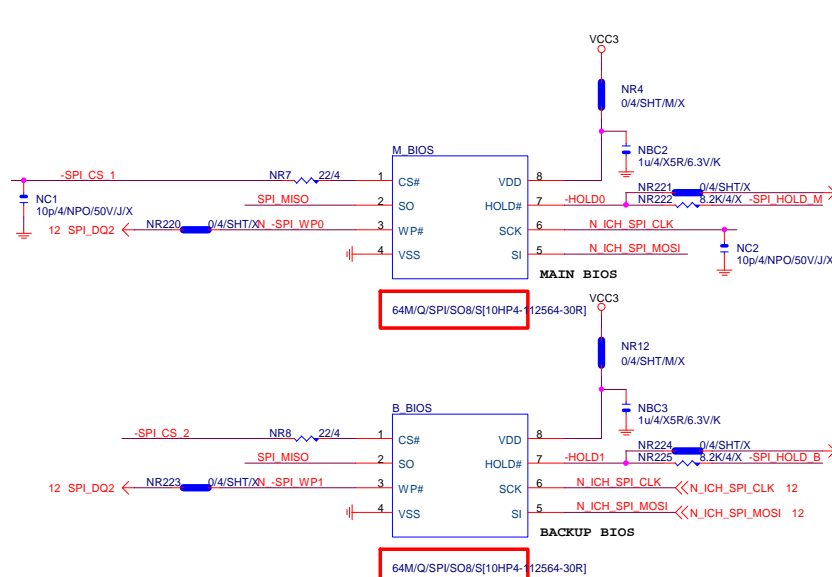 VCC3
NR4
0/4/SHT/M/X
NBC2
1u/4/X5R/6.3V/K
M_BIOS
-SPI_CS_1
NR7 22/4
1 CS# VDD 8
NC1
10p/4/NPO/50V/J/X
SPI_MISO
2 SO HOLD# 7
-HOLD0
NR221 0/4/SHT/X
NR222 8.2K/4/X -SPI_HOLD_M
12 SPI_DQ2
NR220 0/4/SHT/X
N_-SPI_WP0
3 WP# SCK 6
N_ICH_SPI_CLK
4 VSS SI 5
N_ICH_SPI_MOSI
NC2
10p/4/NPO/50V/J/X
MAIN BIOS
64M/Q/SPI/SO8/S[10HP4-112564-30R]
VCC3
NR12
0/4/SHT/M/X
NBC3
1u/4/X5R/6.3V/K
B_BIOS
-SPI_CS_2
NR8 22/4
1 CS# VDD 8
SPI_MISO
2 SO HOLD# 7
-HOLD1
NR224 0/4/SHT/X
NR225 8.2K/4/X -SPI_HOLD_B
12 SPI_DQ2
NR223 0/4/SHT/X
N_-SPI_WP1
3 WP# SCK 6
N_ICH_SPI_CLK
N_ICH_SPI_CLK 12
4 VSS SI 5
N_ICH_SPI_MOSI
N_ICH_SPI_MOSI 12
BACKUP BIOS
64M/Q/SPI/SO8/S[10HP4-112564-30R]